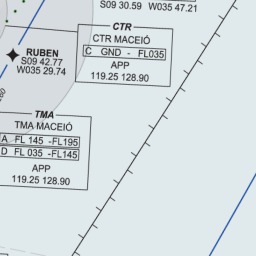 S09 30.59 W035 47.21
CTR
CTR MACEIÓ
C GND - FL035
APP
119.25 128.90
RUBEN
S09 42.77
W035 29.74
TMA
TMA MACEIÓ
A FL 145 -FL195
D FL 035 -FL145
APP
119.25 128.90